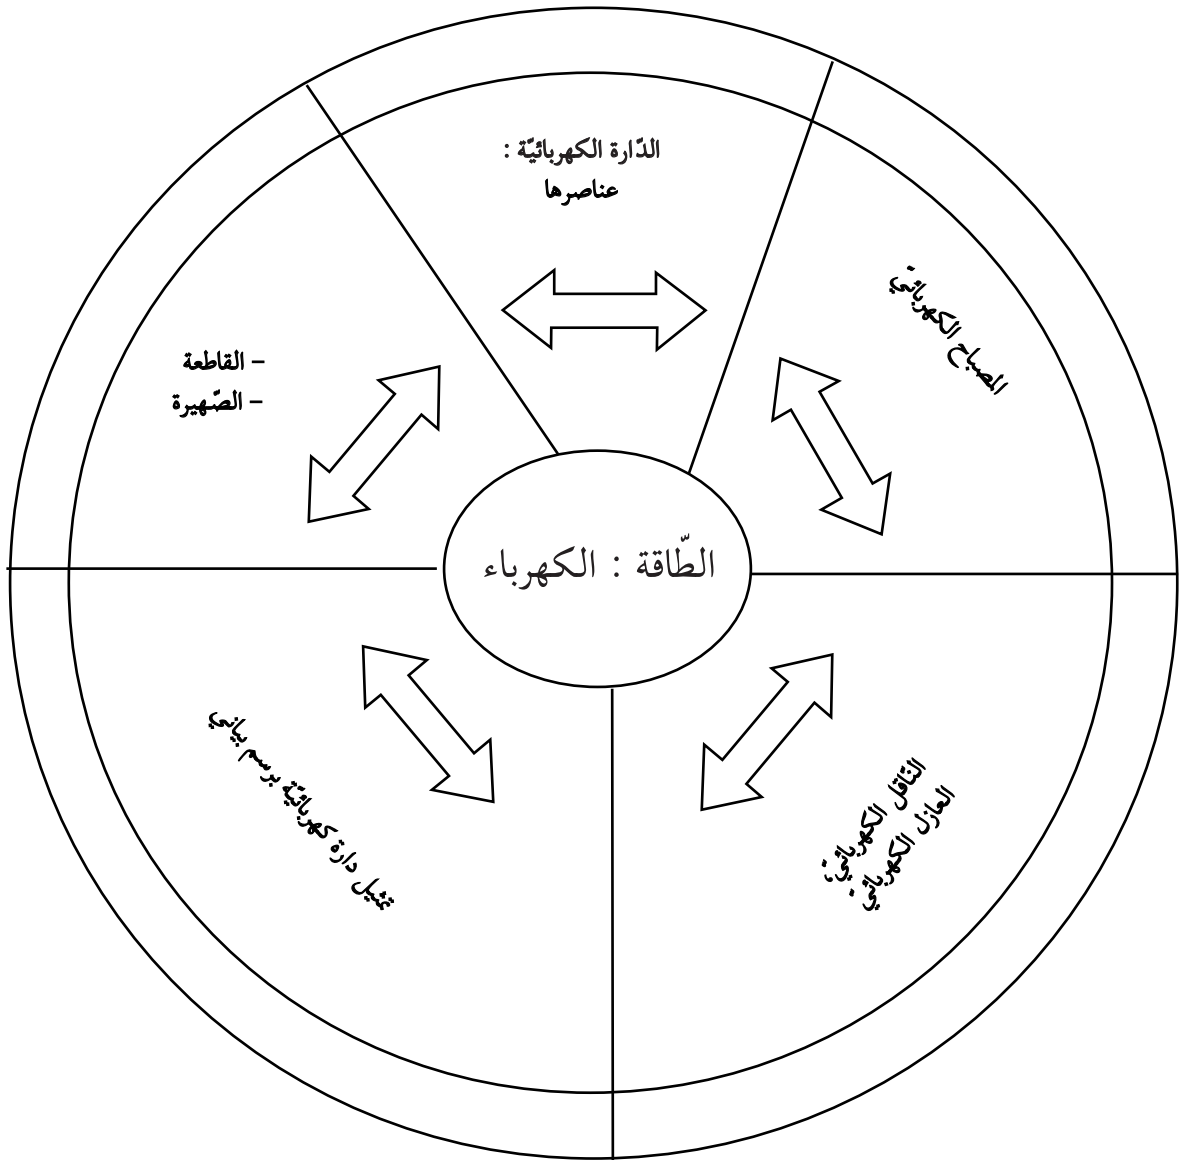 الدّارة الكهربائيّة :
عناصرها
المصباح الكهربائيّ.
– القاطعة
– الصّهيرة
الطّاقة : الكهرباء
النّاقل الكهربائيّ،
العازل الكهربائيّ.
تمثيل دارة كهربائيّة برسم بياني